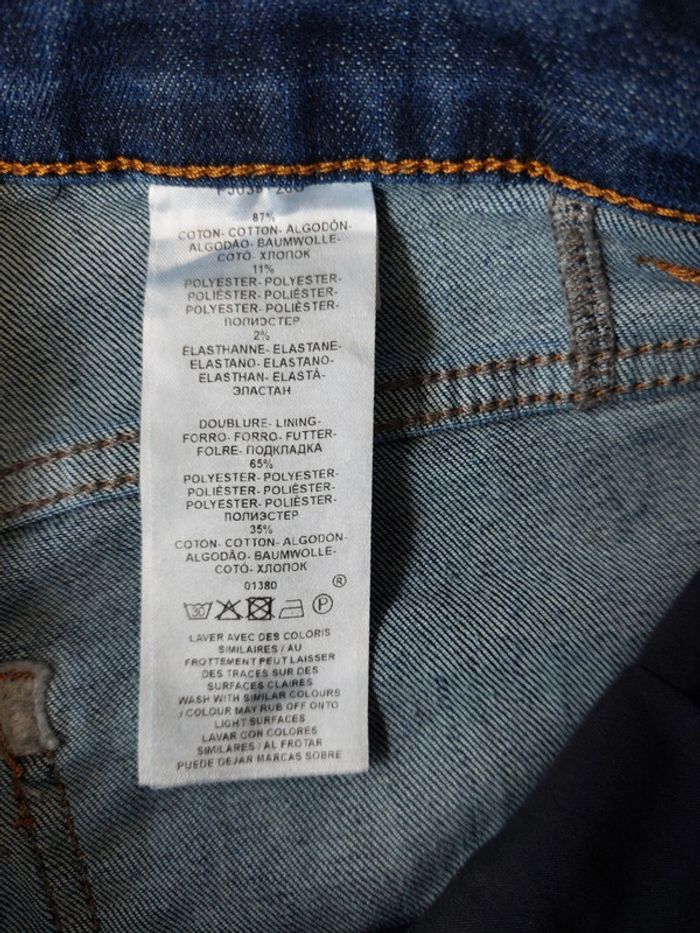 87%
COTON- COTTON- ALGODÓN-
ALGODÃO- BAUMWOLLE-
COTÓ- ХЛОПОК
11%
POLYESTER- POLYESTER-
POLIÉSTER- POLIÉSTER-
POLYESTER- POLIÈSTER-
ПОЛИЭСТЕР
2%
ELASTHANNE- ELASTANE-
ELASTANO- ELASTANO-
ELASTHAN- ELASTÀ-
ЭЛАСТАН
DOUBLURE- LINING-
FORRO- FORRO- FUTTER-
FOLRE- ПОДКЛАДКА
65%
POLYESTER- POLYESTER-
POLIÉSTER- POLIÉSTER-
POLYESTER- POLIÈSTER-
ПОЛИЭСТЕР
35%
COTON- COTTON- ALGODÓN-
ALGODÃO- BAUMWOLLE-
COTÓ- ХЛОПОК
01380 ®
30 P
LAVER AVEC DES COLORIS
SIMILAIRES / AU
FROTTEMENT PEUT LAISSER
DES TRACES SUR DES
SURFACES CLAIRES
WASH WITH SIMILAR COLOURS
/ COLOUR MAY RUB OFF ONTO
LIGHT SURFACES
LAVAR CON COLORES
SIMILARES / AL FROTAR
PUEDE DEJAR MARCAS SOBRE